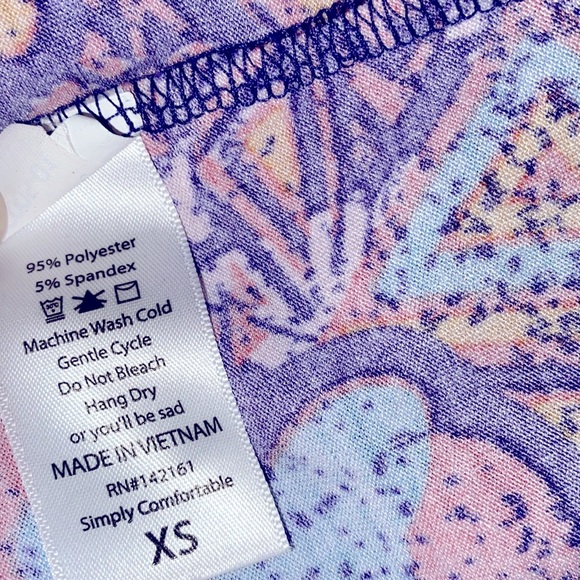 95% Polyester
5% Spandex
Machine Wash Cold
Gentle Cycle
Do Not Bleach
Hang Dry
or you'll be sad
MADE IN VIETNAM
RN#142161
Simply Comfortable
XS